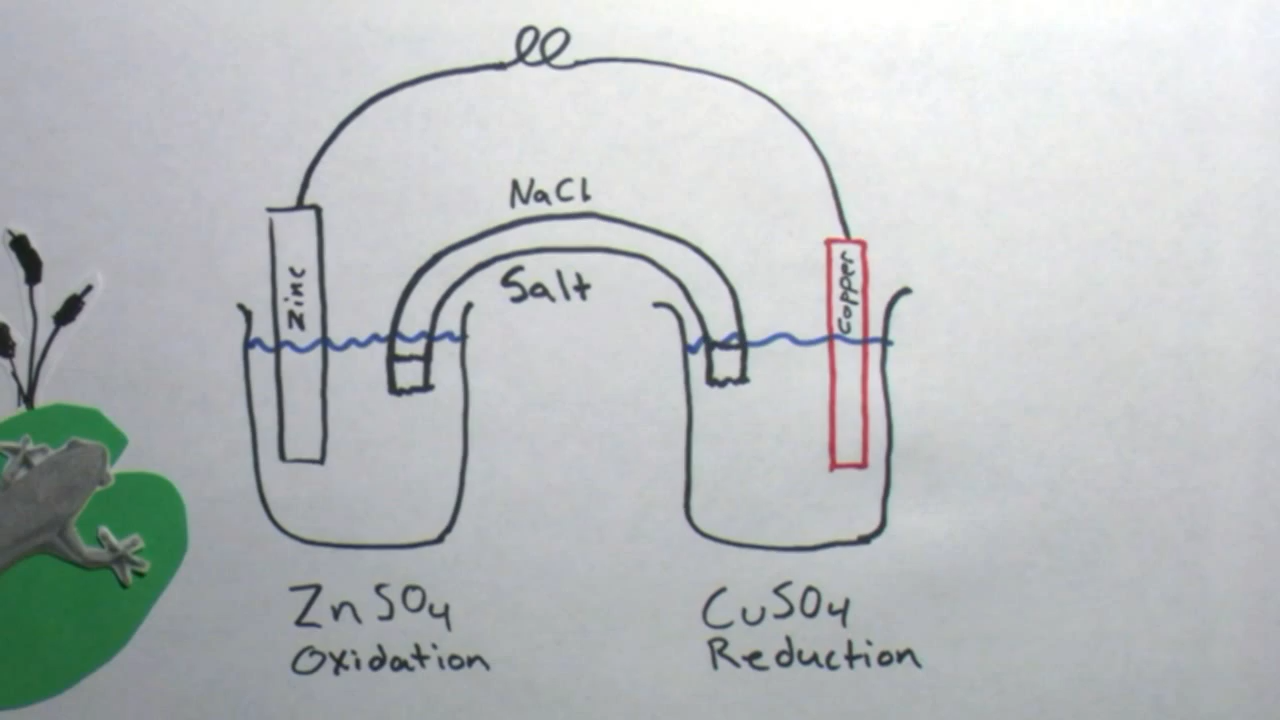 NaCl
Salt
Zinc
Copper
ZnSO4
Oxidation
CuSO4
Reduction